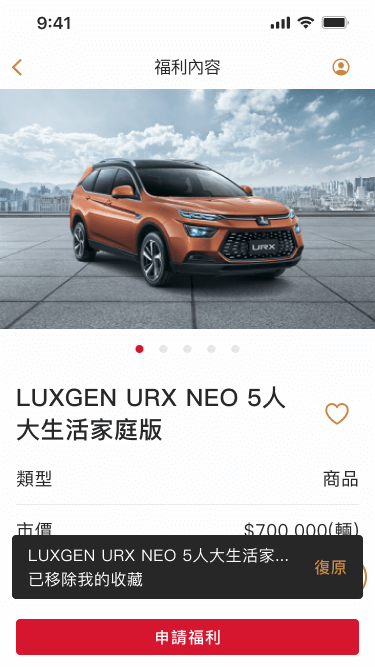 9:41
福利內容
URX
LUXGEN URX NEO 5人
大生活家庭版
類型
商品
市價
$700,000(輛)
LUXGEN URX NEO 5人大生活家...
已移除我的收藏
復原
申請福利